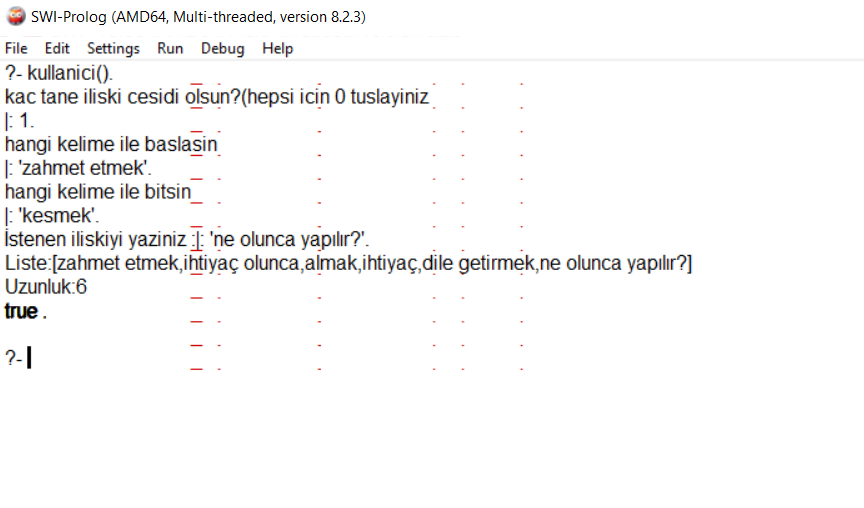 SWI-Prolog (AMD64, Multi-threaded, version 8.2.3)
File Edit Settings Run Debug Help
?- kullanici().
kac tane iliski cesidi olsun?(hepsi icin 0 tuslayiniz
|: 1.
hangi kelime ile baslasin
|: 'zahmet etmek'.
hangi kelime ile bitsin
|: 'kesmek'.
İstenen iliskiyi yaziniz :|: 'ne olunca yapılır?'.
Liste:[zahmet etmek,ihtiyaç olunca,almak,ihtiyaç,dile getirmek,ne olunca yapılır?]
Uzunluk:6
true .
?-